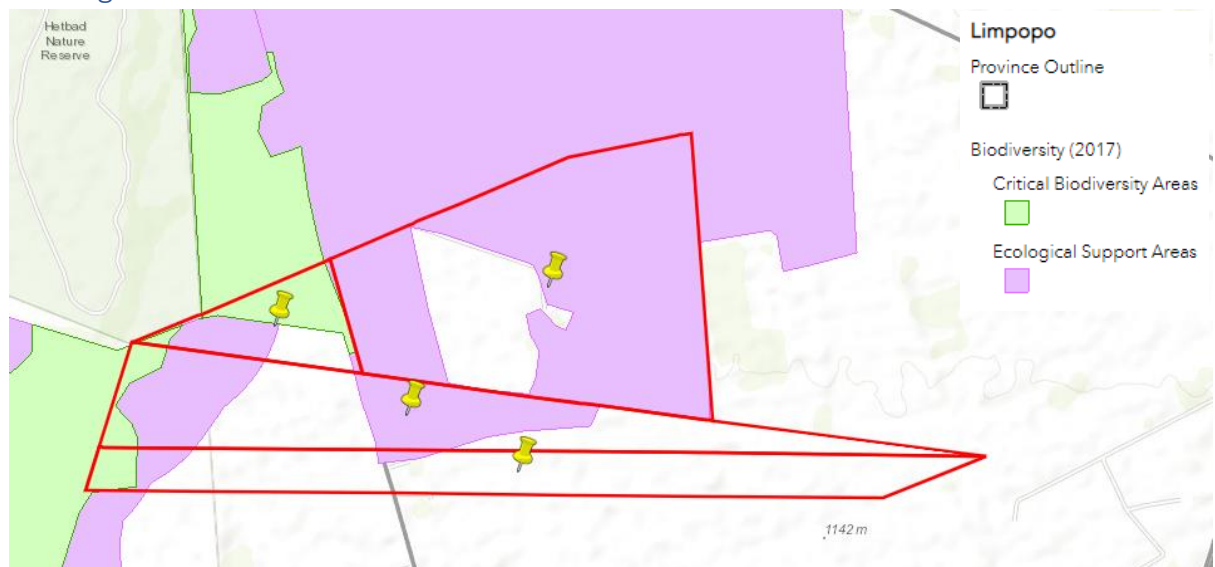 Hetbad
Nature
Reserve
1142 m
Limpopo
Province Outline
Biodiversity (2017)
Critical Biodiversity Areas
Ecological Support Areas